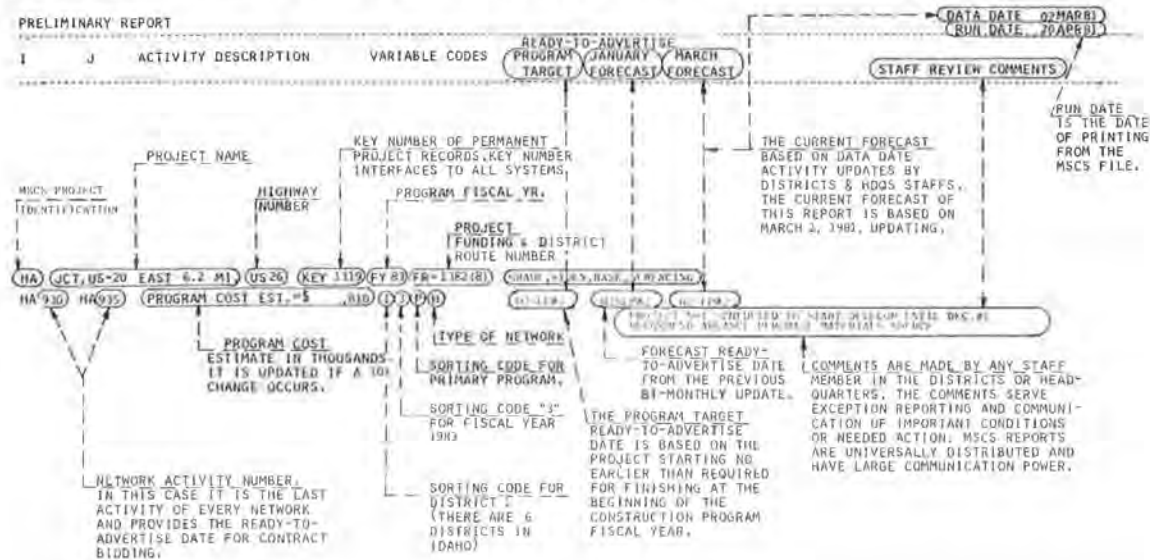 PRELIMINARY REPORT
DATA DATE 02MAR81
RUN DATE 20APR81
READY-TO-ADVERTISE
I J ACTIVITY DESCRIPTION VARIABLE CODES PROGRAM TARGET JANUARY FORECAST MARCH FORECAST STAFF REVIEW COMMENTS
RUN DATE
IS THE DATE
OF PRINTING
FROM THE
MSCS FILE.
MSCS PROJECT
IDENTIFICATION
PROJECT NAME
HIGHWAY
NUMBER
KEY NUMBER OF PERMANENT
PROJECT RECORDS. KEY NUMBER
INTERFACES TO ALL SYSTEMS
PROGRAM FISCAL YR.
PROJECT
FUNDING & DISTRICT
ROUTE NUMBER
THE CURRENT FORECAST
BASED ON DATA DATE
ACTIVITY UPDATES BY
DISTRICTS & HDQS STAFFS.
THE CURRENT FORECAST OF
THIS REPORT IS BASED ON
MARCH 2, 1981, UPDATING.
HA JCT, US-20 EAST 6.2 MI, US 26 KEY 1119 FY 83 FR-1382(8)
HA 930 HA 935 PROGRAM COST EST.=$ ,810
PROGRAM COST
ESTIMATE IN THOUSANDS
IT IS UPDATED IF A 10%
CHANGE OCCURS.
TYPE OF NETWORK
SORTING CODE FOR
PRIMARY PROGRAM.
SORTING CODE "3"
FOR FISCAL YEAR
1983
SORTING CODE FOR
DISTRICT
(THERE ARE 6
DISTRICTS IN
IDAHO)
NETWORK ACTIVITY NUMBER.
IN THIS CASE IT IS THE LAST
ACTIVITY OF EVERY NETWORK
AND PROVIDES THE READY-TO-
ADVERTISE DATE FOR CONTRACT
BIDDING.
FORECAST READY-
TO-ADVERTISE DATE
FROM THE PREVIOUS
BI-MONTHLY UPDATE.
THE PROGRAM TARGET
READY-TO-ADVERTISE
DATE IS BASED ON THE
PROJECT STARTING NO
EARLIER THAN REQUIRED
FOR FINISHING AT THE
BEGINNING OF THE
CONSTRUCTION PROGRAM
FISCAL YEAR.
COMMENTS ARE MADE BY ANY STAFF
MEMBER IN THE DISTRICTS OR HEAD-
QUARTERS. THE COMMENTS SERVE
EXCEPTION REPORTING AND COMMUNI-
CATION OF IMPORTANT CONDITIONS
OR NEEDED ACTION. MSCS REPORTS
ARE UNIVERSALLY DISTRIBUTED AND
HAVE LARGE COMMUNICATION POWER.